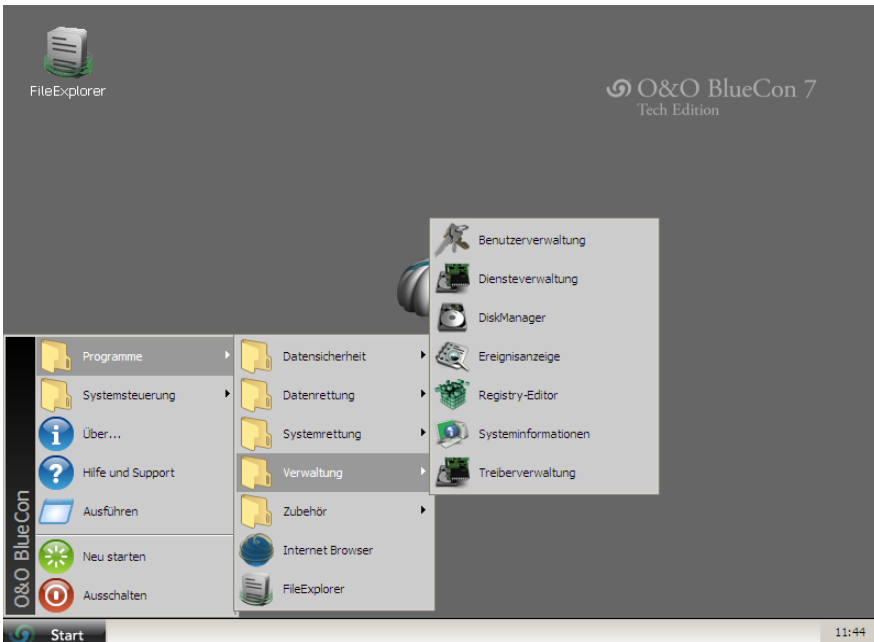 FileExplorer
O&O BlueCon 7
Tech Edition
Benutzerverwaltung
Diensteverwaltung
DiskManager
Ereignisanzeige
Registry-Editor
Systeminformationen
Treiberverwaltung
Datensicherheit
Datenrettung
Systemrettung
Verwaltung
Zubehör
Internet Browser
FileExplorer
Programme
Systemsteuerung
Über...
Hilfe und Support
Ausführen
Neu starten
Ausschalten
O&O BlueCon
Start
11:44